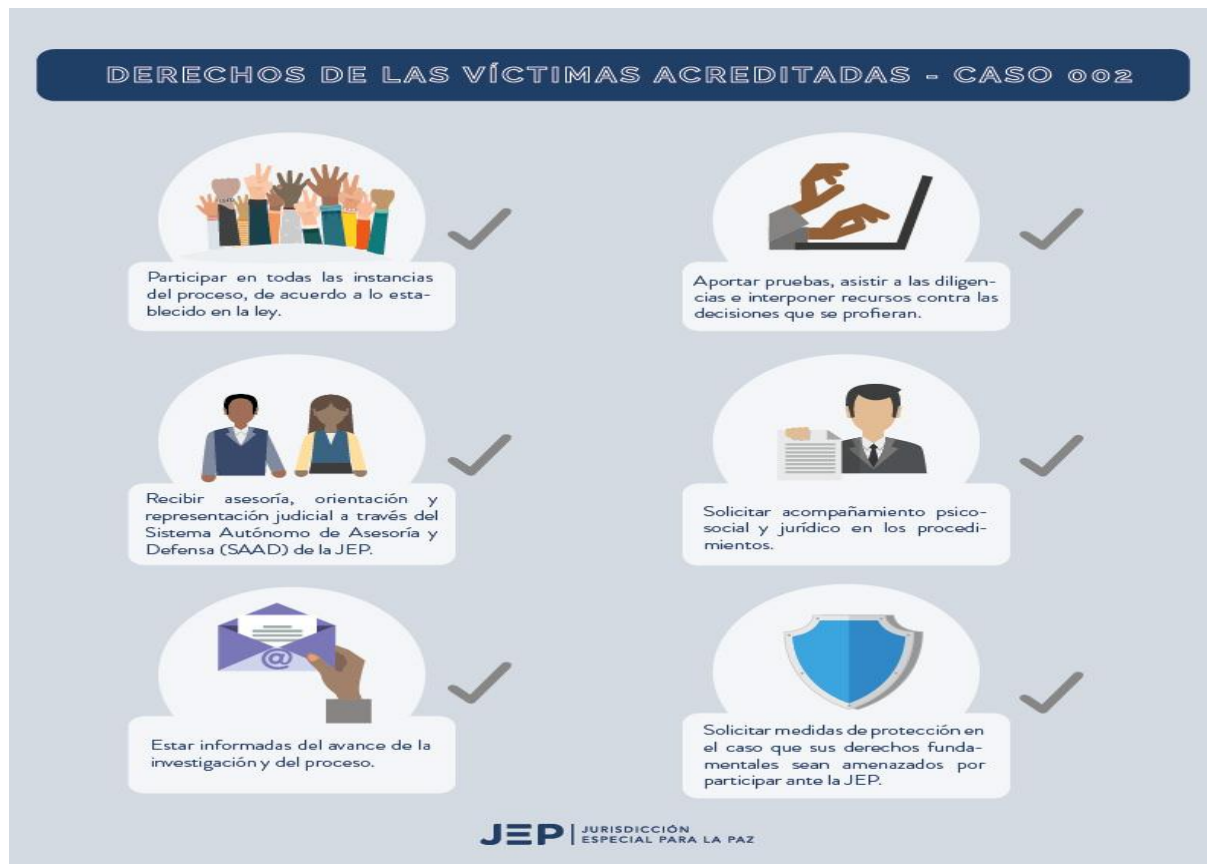 DERECHOS DE LAS VÍCTIMAS ACREDITADAS - CASO 002
Participar en todas las instancias
del proceso, de acuerdo a lo esta-
blecido en la ley.
Aportar pruebas, asistir a las diligen-
cias e interponer recursos contra las
decisiones que se profieran.
Recibir asesoría, orientación y
representación judicial a través del
Sistema Autónomo de Asesoría y
Defensa (SAAD) de la JEP.
Solicitar acompañamiento psico-
social y jurídico en los procedi-
mientos.
@
Estar informadas del avance de la
investigación y del proceso.
Solicitar medidas de protección en
el caso que sus derechos funda-
mentales sean amenazados por
participar ante la JEP.
JEP | JURISDICCIÓN
ESPECIAL PARA LA PAZ